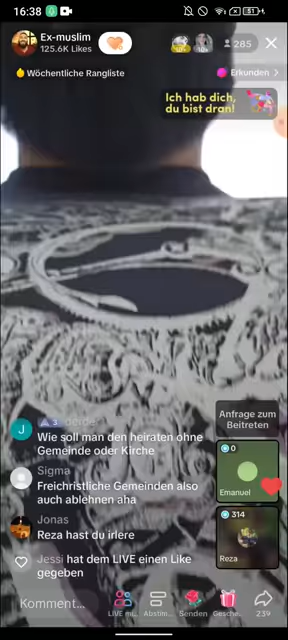 16:38
51
Ex-muslim
125.6K Likes
285
Wöchentliche Rangliste
Erkunden >
Ich hab dich,
du bist dran!
Anfrage zum
Beitreten
J
3
Wie soll man den heiraten ohne
Gemeinde oder Kirche
0
Emanuel
Sigma
Freichristliche Gemeinden also
auch ablehnen aha
314
Reza
Jonas
Reza hast du irlere
Jessi hat dem LIVE einen Like
gegeben
Kommentar...
LIVE mi...
Abstim...
Senden
Gesche...
239